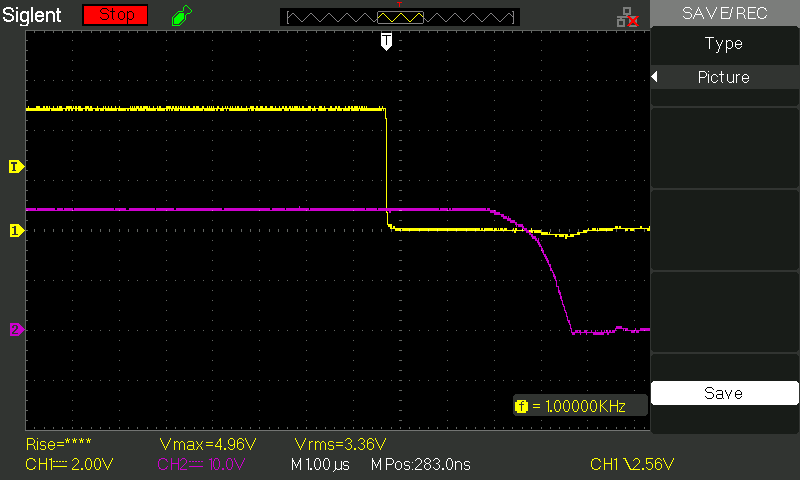 Siglent Stop T SAVE/REC
Type
Picture
T
1
2
f = 1.00000KHz
Save
Rise=**** Vmax=4.96V Vrms=3.36V
CH1 2.00V CH2 10.0V M 1.00µs M Pos:283.0ns CH1 2.56V